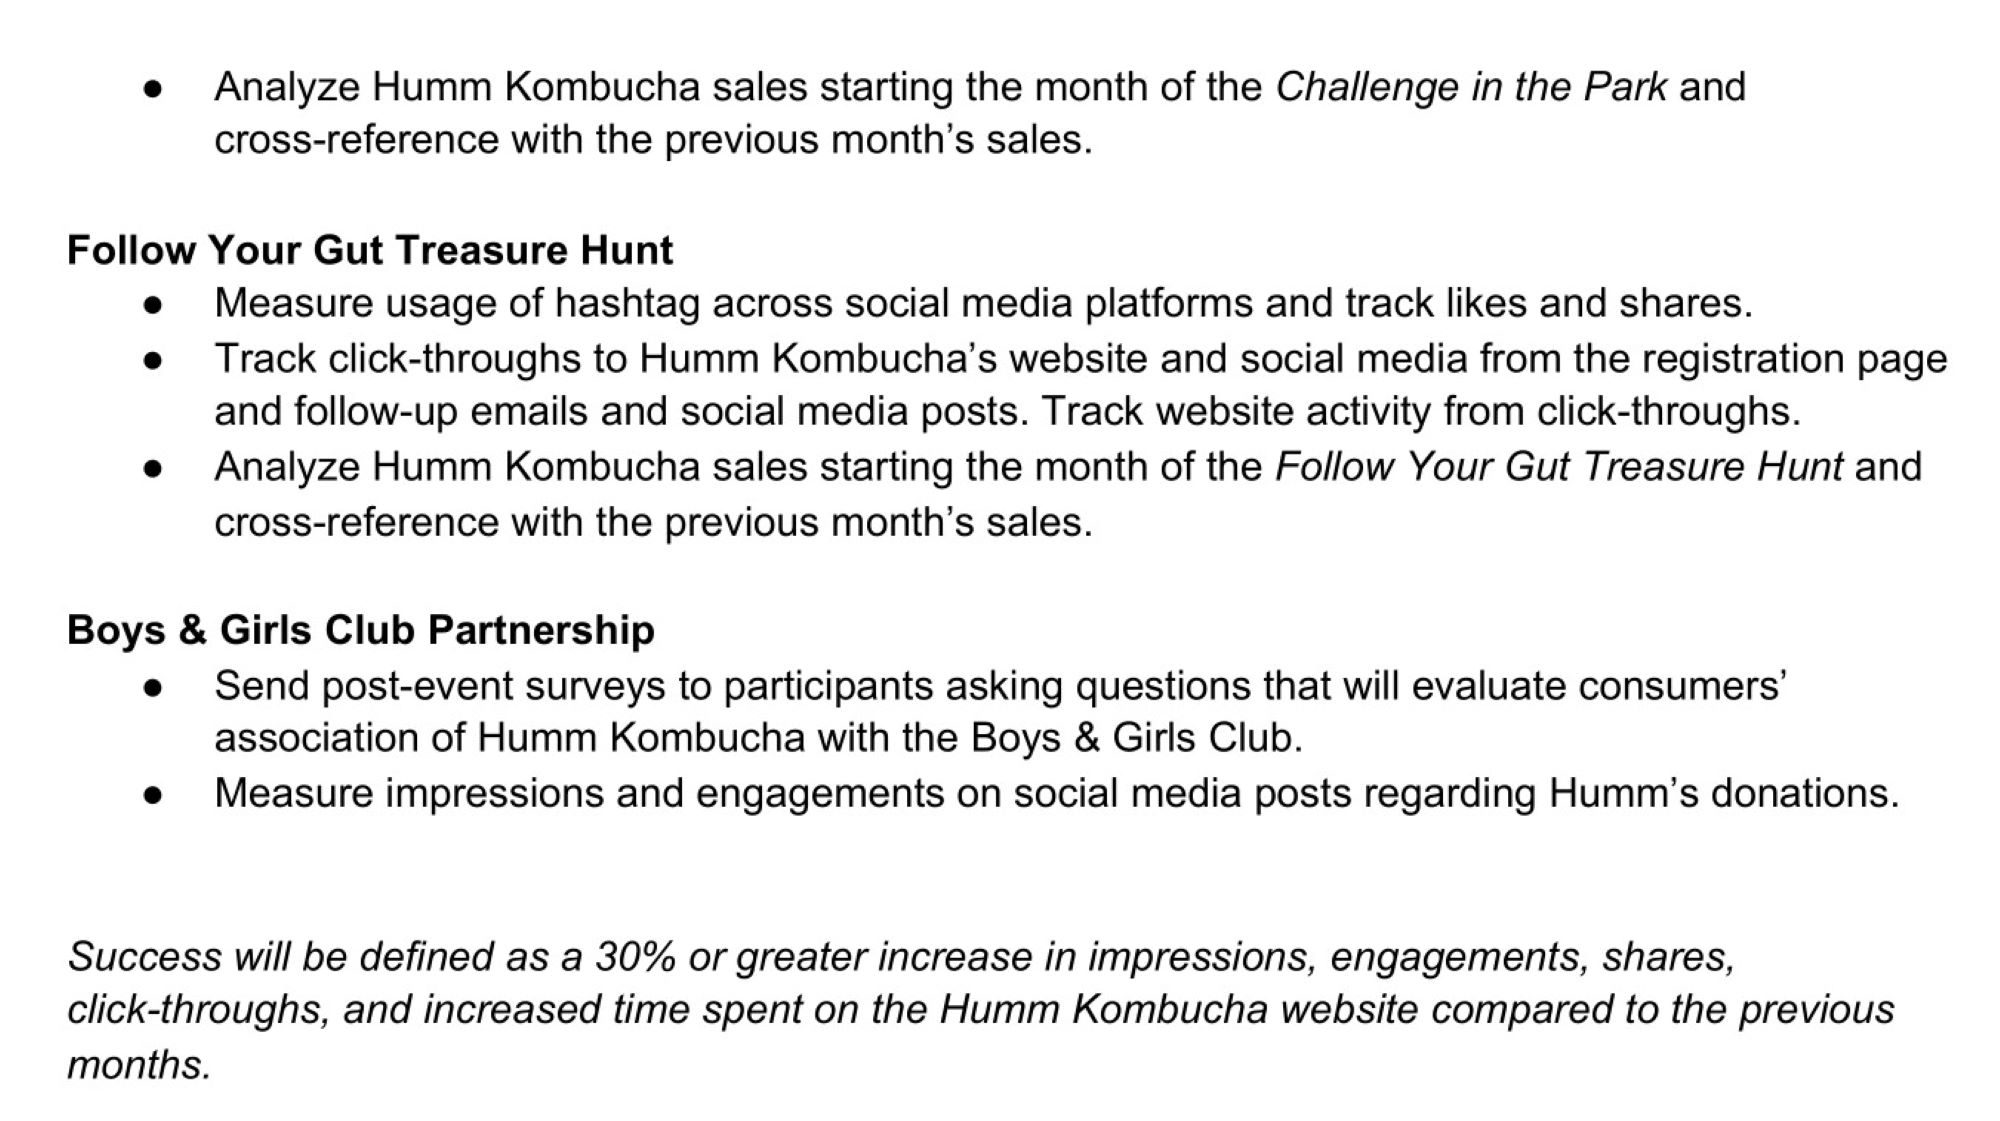 ● Analyze Humm Kombucha sales starting the month of the Challenge in the Park and
cross-reference with the previous month’s sales.
Follow Your Gut Treasure Hunt
● Measure usage of hashtag across social media platforms and track likes and shares.
● Track click-throughs to Humm Kombucha’s website and social media from the registration page
and follow-up emails and social media posts. Track website activity from click-throughs.
● Analyze Humm Kombucha sales starting the month of the Follow Your Gut Treasure Hunt and
cross-reference with the previous month’s sales.
Boys & Girls Club Partnership
● Send post-event surveys to participants asking questions that will evaluate consumers’
association of Humm Kombucha with the Boys & Girls Club.
● Measure impressions and engagements on social media posts regarding Humm’s donations.
Success will be defined as a 30% or greater increase in impressions, engagements, shares,
click-throughs, and increased time spent on the Humm Kombucha website compared to the previous
months.